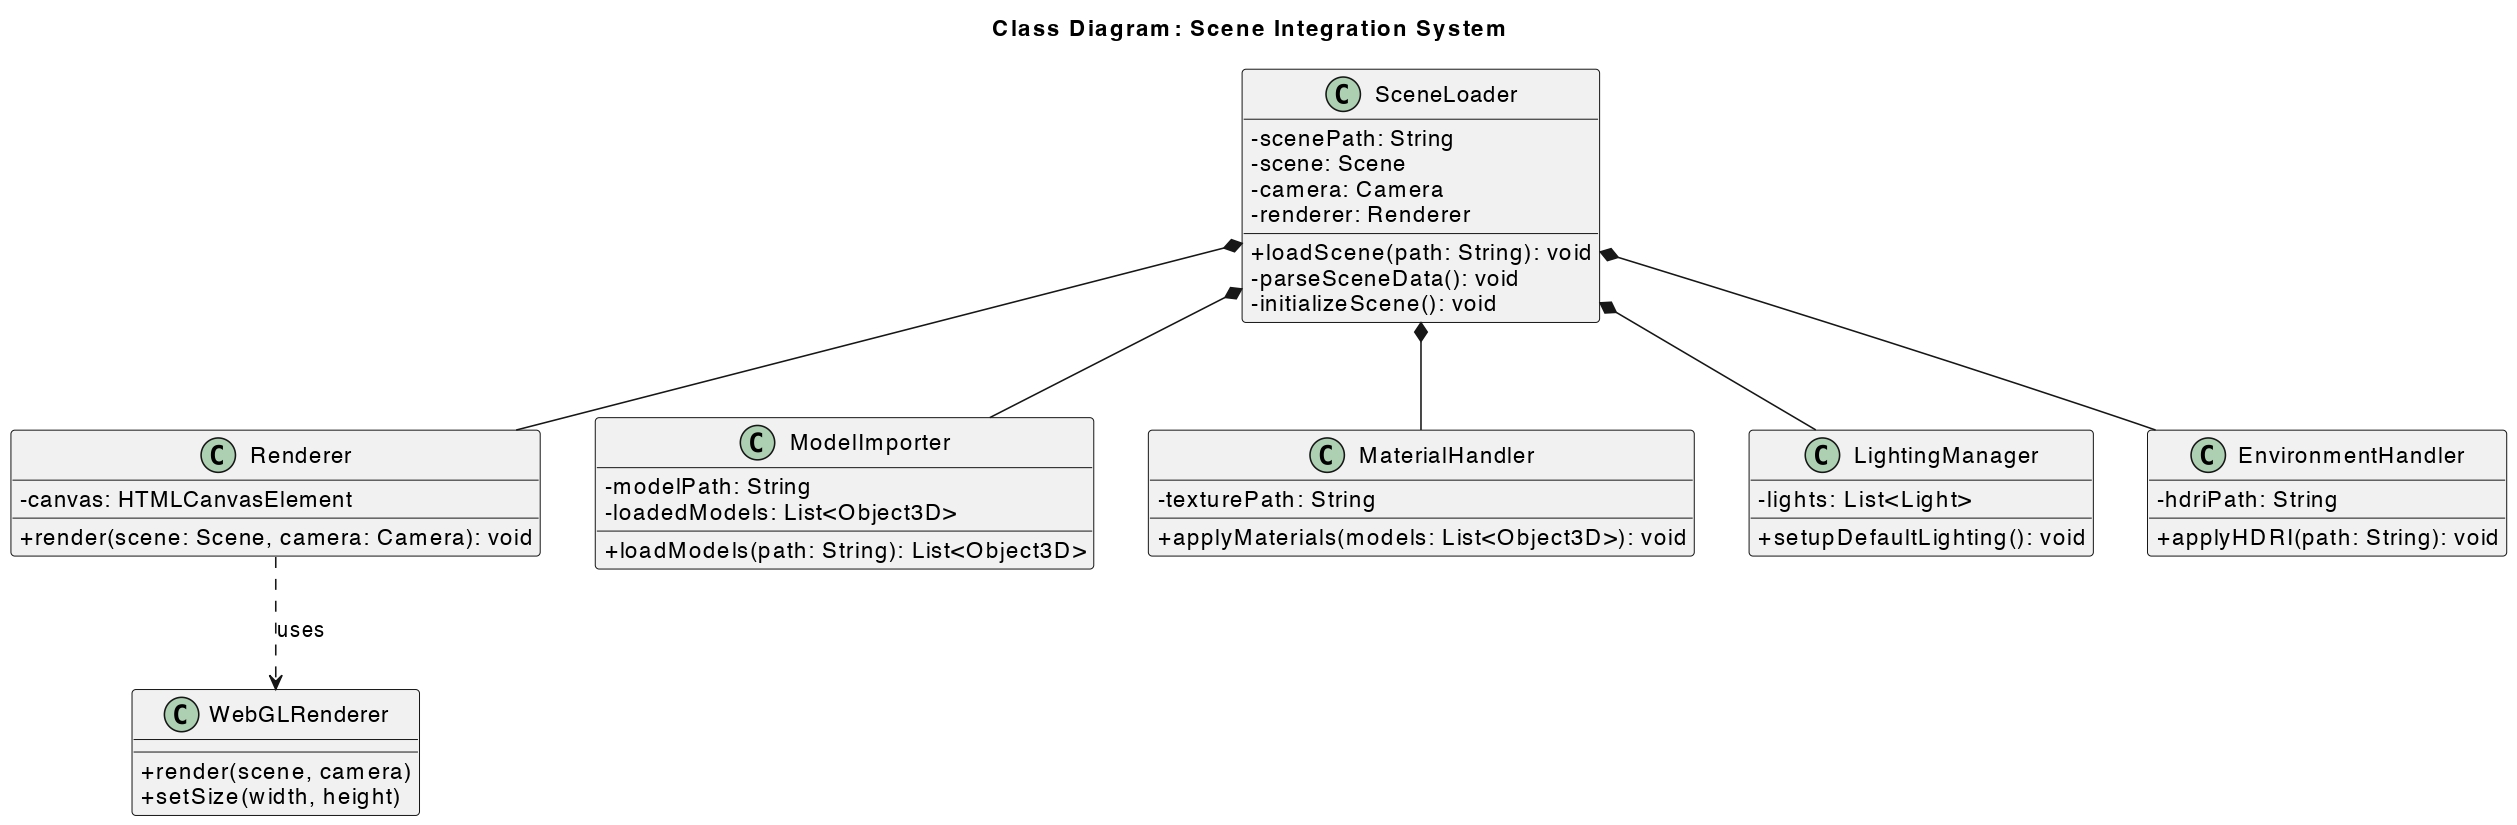 Class Diagram: Scene Integration System
C SceneLoader
-scenePath: String
-scene: Scene
-camera: Camera
-renderer: Renderer
+loadScene(path: String): void
-parseSceneData(): void
-initializeScene(): void
C Renderer
-canvas: HTMLCanvasElement
+render(scene: Scene, camera: Camera): void
C ModelImporter
-modelPath: String
-loadedModels: List<Object3D>
+loadModels(path: String): List<Object3D>
C MaterialHandler
-texturePath: String
+applyMaterials(models: List<Object3D>): void
C LightingManager
-lights: List<Light>
+setupDefaultLighting(): void
C EnvironmentHandler
-hdriPath: String
+applyHDRI(path: String): void
uses
C WebGLRenderer
+render(scene, camera)
+setSize(width, height)